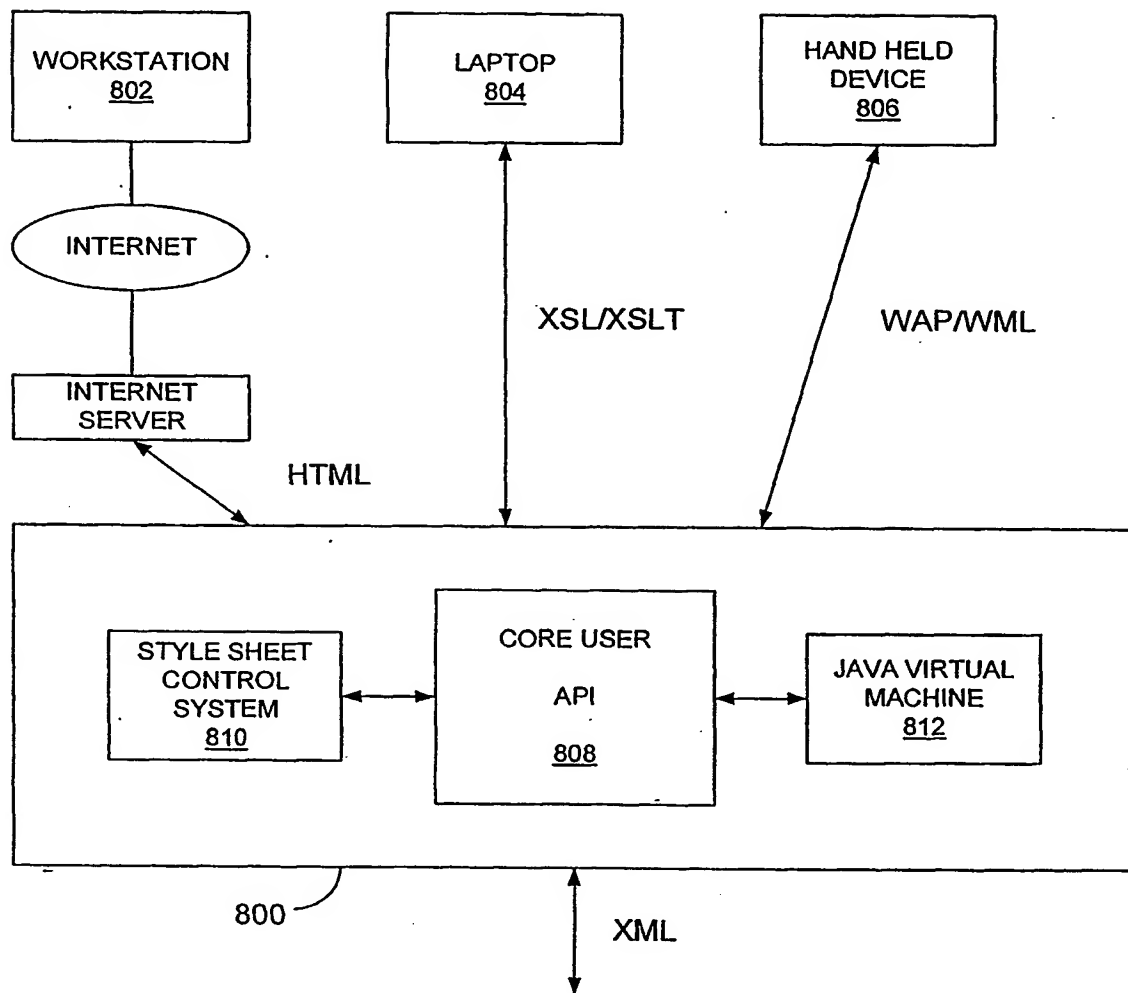 WORKSTATION
802
LAPTOP
804
HAND HELD
DEVICE
806
INTERNET
INTERNET
SERVER
HTML
XSL/XSLT
WAP/WML
STYLE SHEET
CONTROL
SYSTEM
810
CORE USER
API
808
JAVA VIRTUAL
MACHINE
812
800
XML